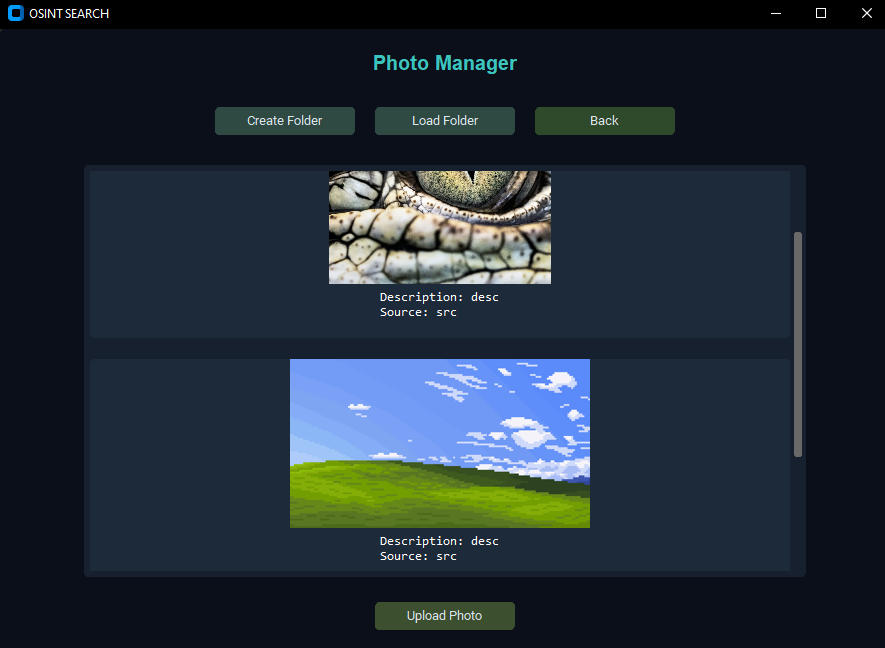 OSINT SEARCH
Photo Manager
Create Folder
Load Folder
Back
Description: desc
Source: src
Description: desc
Source: src
Upload Photo